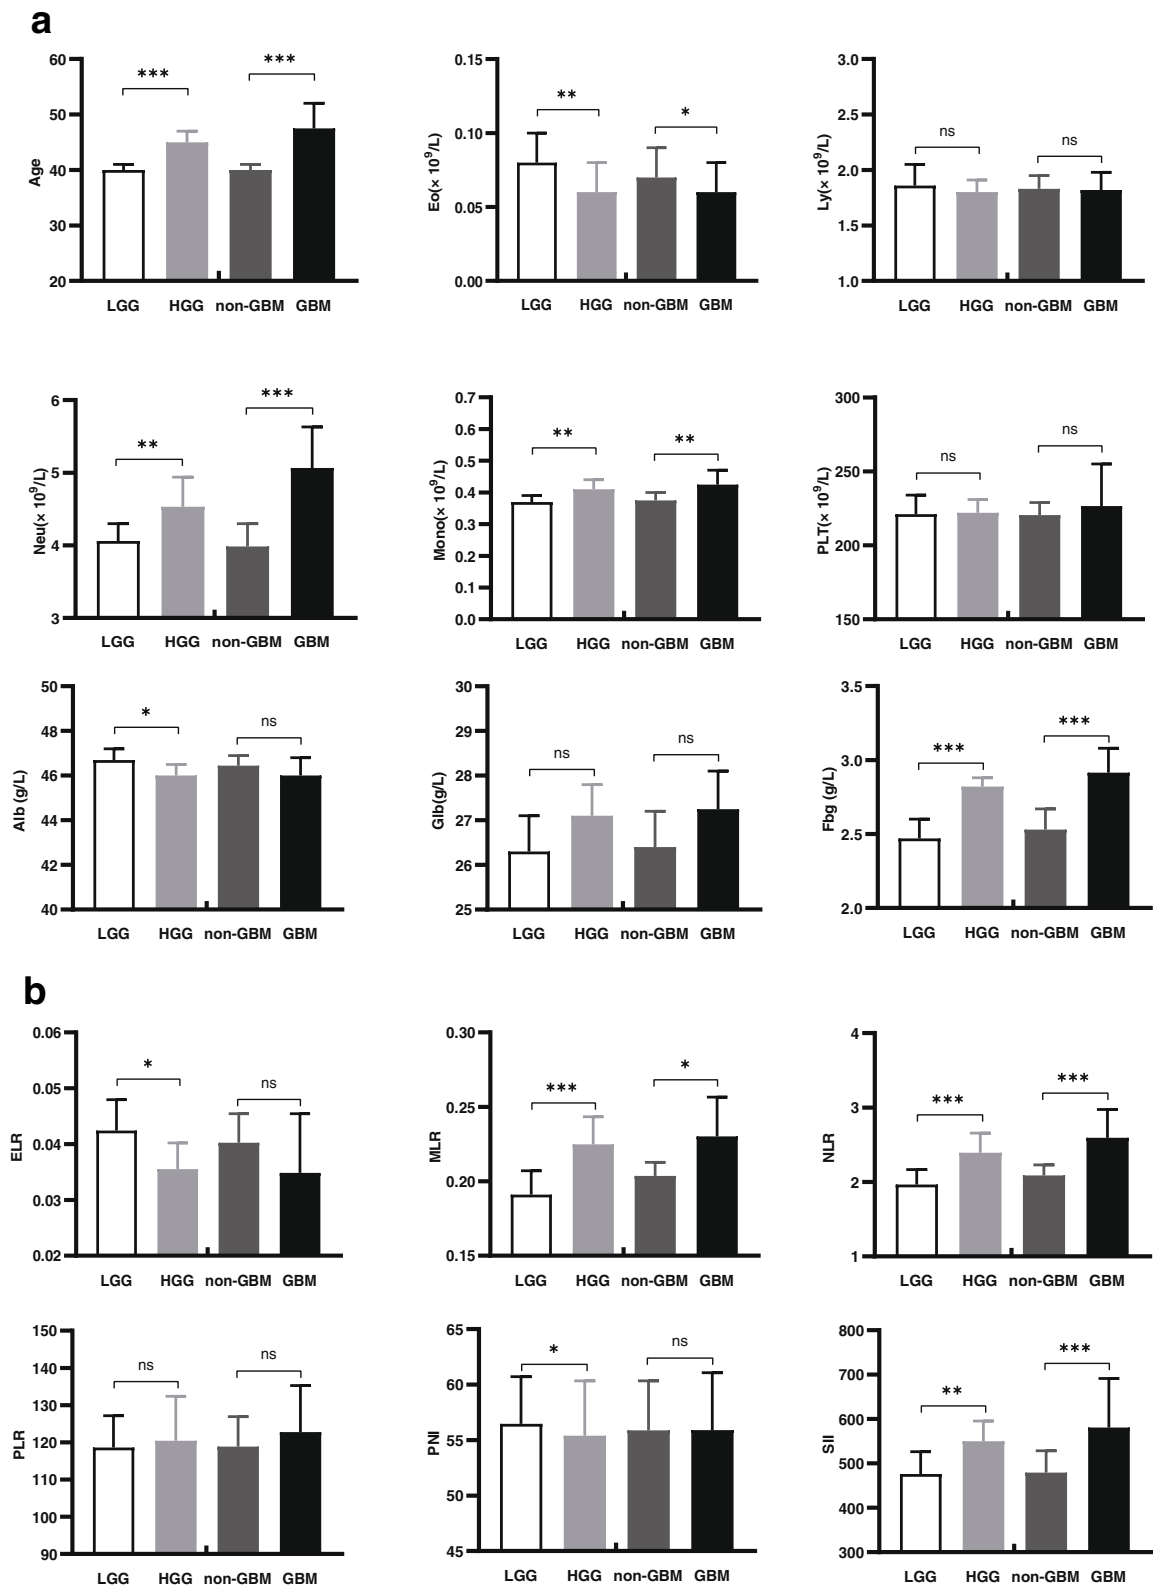 a
60
50
40
30
20
Age
***
***
LGG HGG non-GBM GBM
0.15
0.10
0.05
0.00
Eo(× 10⁹/L)
**
*
LGG HGG non-GBM GBM
3.0
2.5
2.0
1.5
1.0
Ly(× 10⁹/L)
ns
ns
LGG HGG non-GBM GBM
6
5
4
3
Neu(× 10⁹/L)
**
***
LGG HGG non-GBM GBM
0.7
0.6
0.5
0.4
0.3
0.2
0.1
0.0
Mono(× 10⁹/L)
**
**
LGG HGG non-GBM GBM
300
250
200
150
PLT(× 10⁹/L)
ns
ns
LGG HGG non-GBM GBM
50
48
46
44
42
40
Alb (g/L)
*
ns
LGG HGG non-GBM GBM
30
29
28
27
26
25
Glb(g/L)
ns
ns
LGG HGG non-GBM GBM
3.5
3.0
2.5
2.0
Fbg (g/L)
***
***
LGG HGG non-GBM GBM
b
0.06
0.05
0.04
0.03
0.02
ELR
*
ns
LGG HGG non-GBM GBM
0.30
0.25
0.20
0.15
MLR
***
*
LGG HGG non-GBM GBM
4
3
2
1
NLR
***
***
LGG HGG non-GBM GBM
150
140
130
120
110
100
90
PLR
ns
ns
LGG HGG non-GBM GBM
65
60
55
50
45
PNI
*
ns
LGG HGG non-GBM GBM
800
700
600
500
400
300
SII
**
***
LGG HGG non-GBM GBM